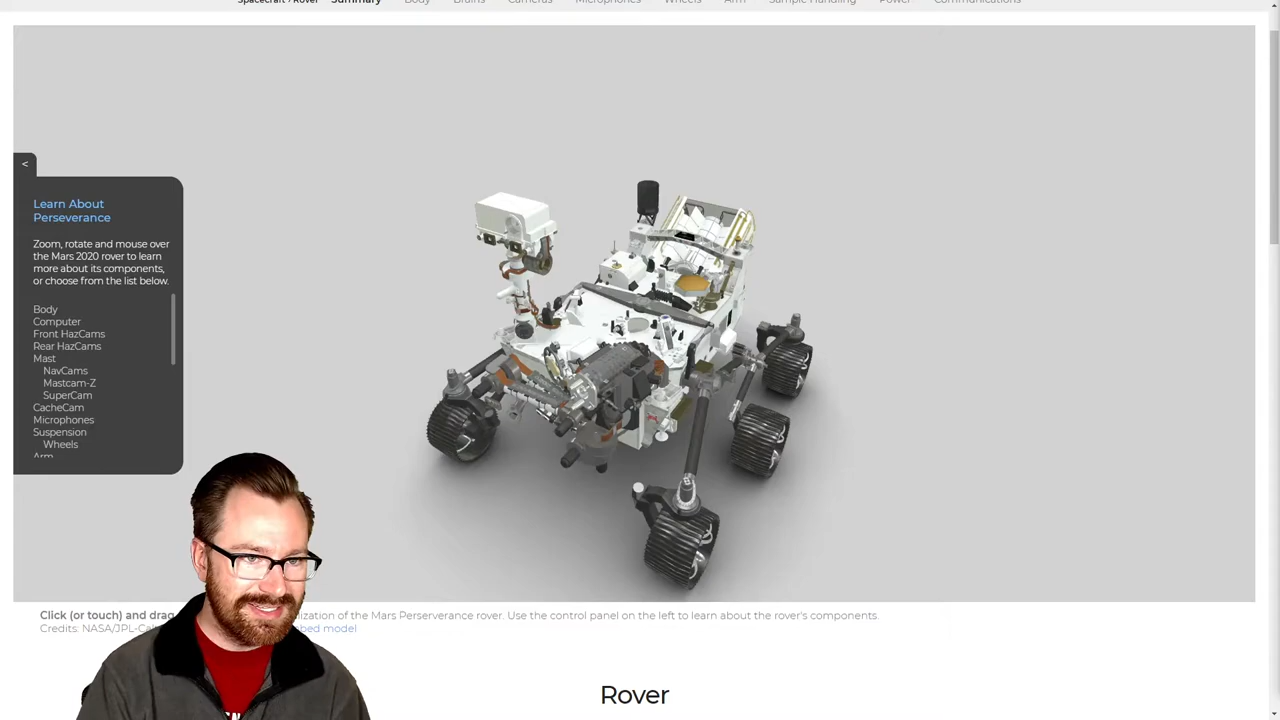 Spacecraft / Rover Summary Body Brains Cameras Microphones Wheels Arm Sample Handling Power Communications
<
Learn About
Perseverance
Zoom, rotate and mouse over
the Mars 2020 rover to learn
more about its components,
or choose from the list below.
Body
Computer
Front HazCams
Rear HazCams
Mast
NavCams
Mastcam-Z
SuperCam
CacheCam
Microphones
Suspension
Wheels
Arm
Click (or touch) and drag nization of the Mars Perserverance rover. Use the control panel on the left to learn about the rover's components.
Credits: NASA/JPL-Cal bed model
Rover